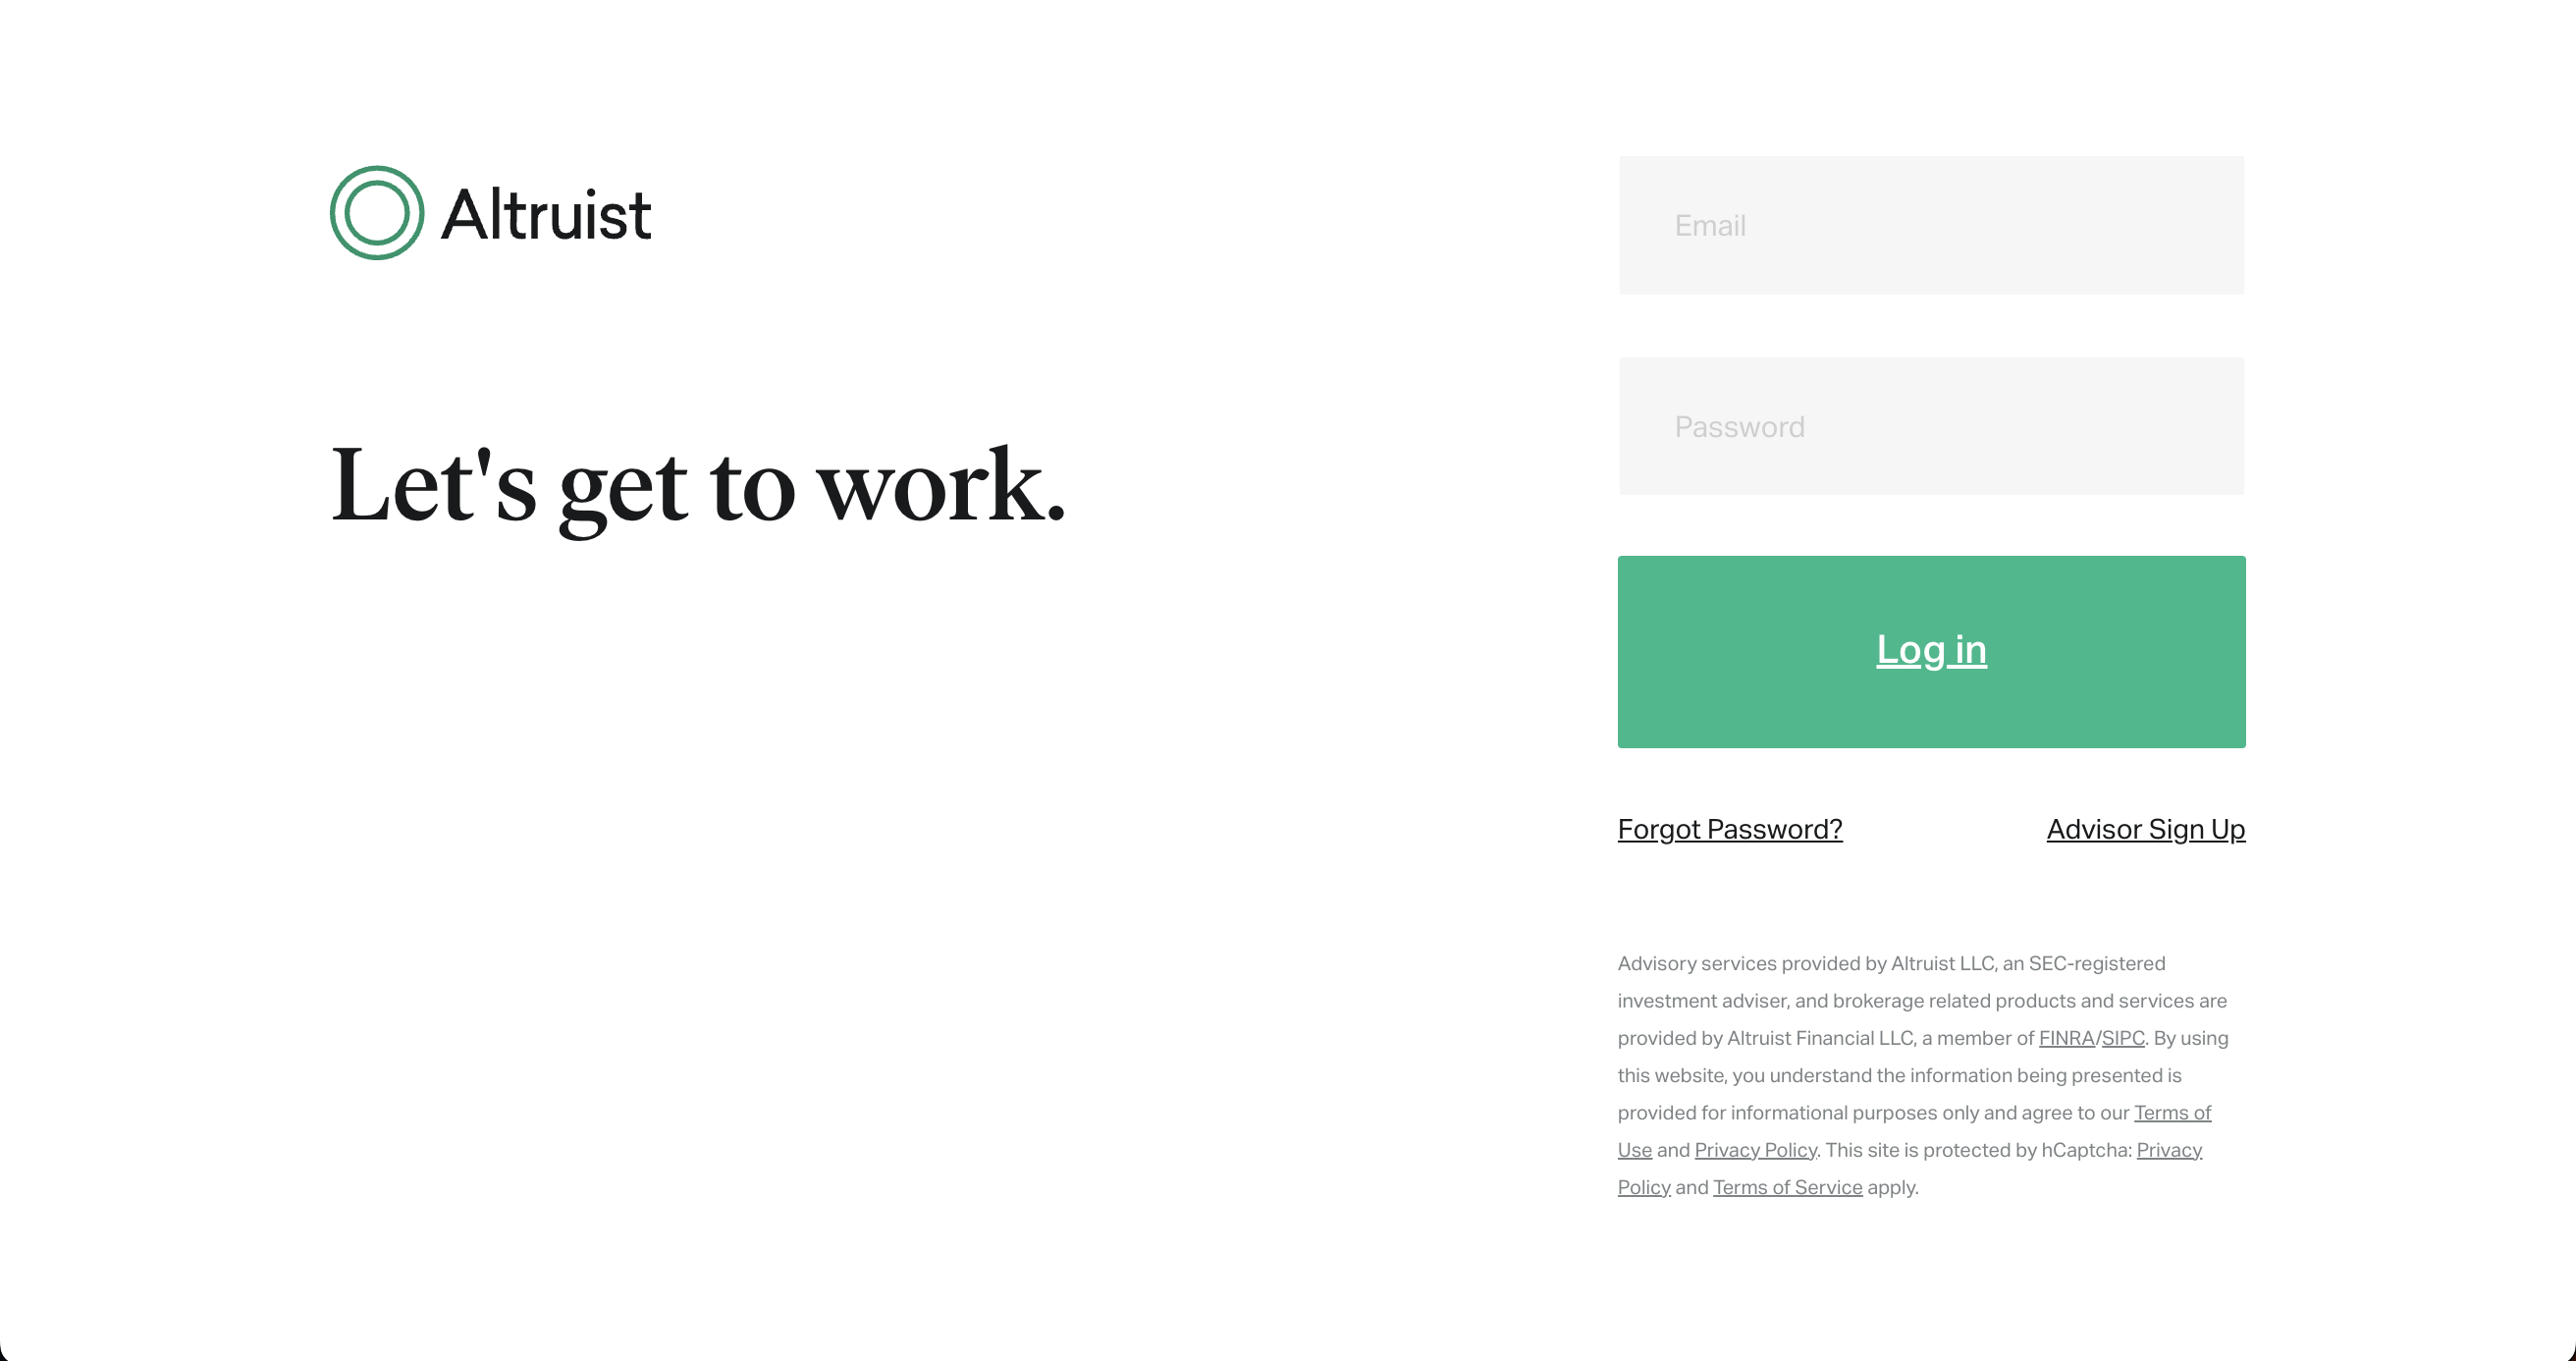 Altruist
Let's get to work.
Email
Password
Log in
Forgot Password?
Advisor Sign Up
Advisory services provided by Altruist LLC, an SEC-registered
investment adviser, and brokerage related products and services are
provided by Altruist Financial LLC, a member of FINRA/SIPC. By using
this website, you understand the information being presented is
provided for informational purposes only and agree to our Terms of
Use and Privacy Policy. This site is protected by hCaptcha: Privacy
Policy and Terms of Service apply.